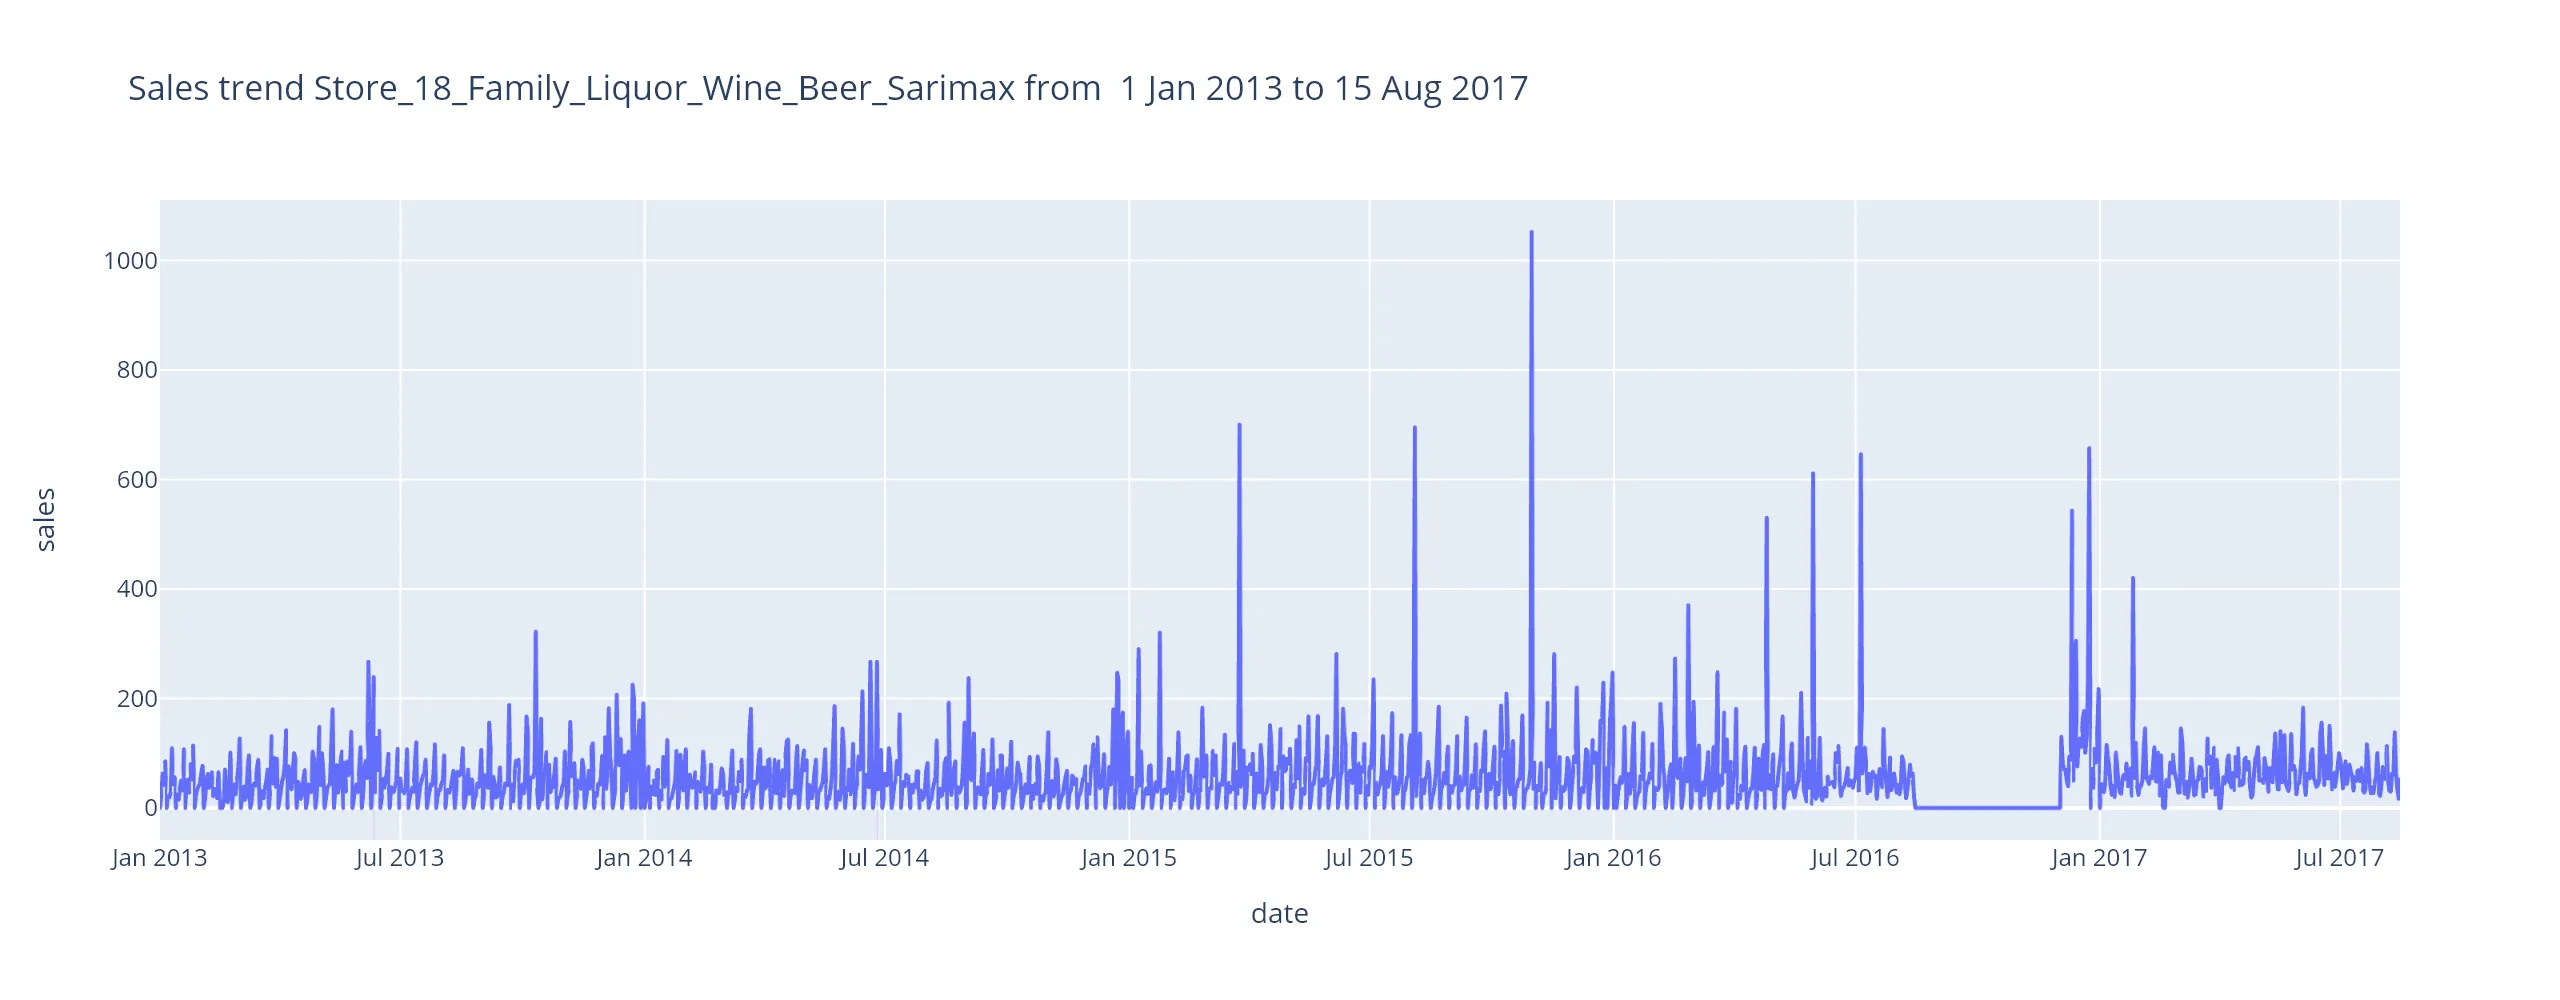 Sales trend Store_18_Family_Liquor_Wine_Beer_Sarimax from  1 Jan 2013 to 15 Aug 2017
1000
800
600
400
200
0
sales
Jan 2013 Jul 2013 Jan 2014 Jul 2014 Jan 2015 Jul 2015 Jan 2016 Jul 2016 Jan 2017 Jul 2017
date